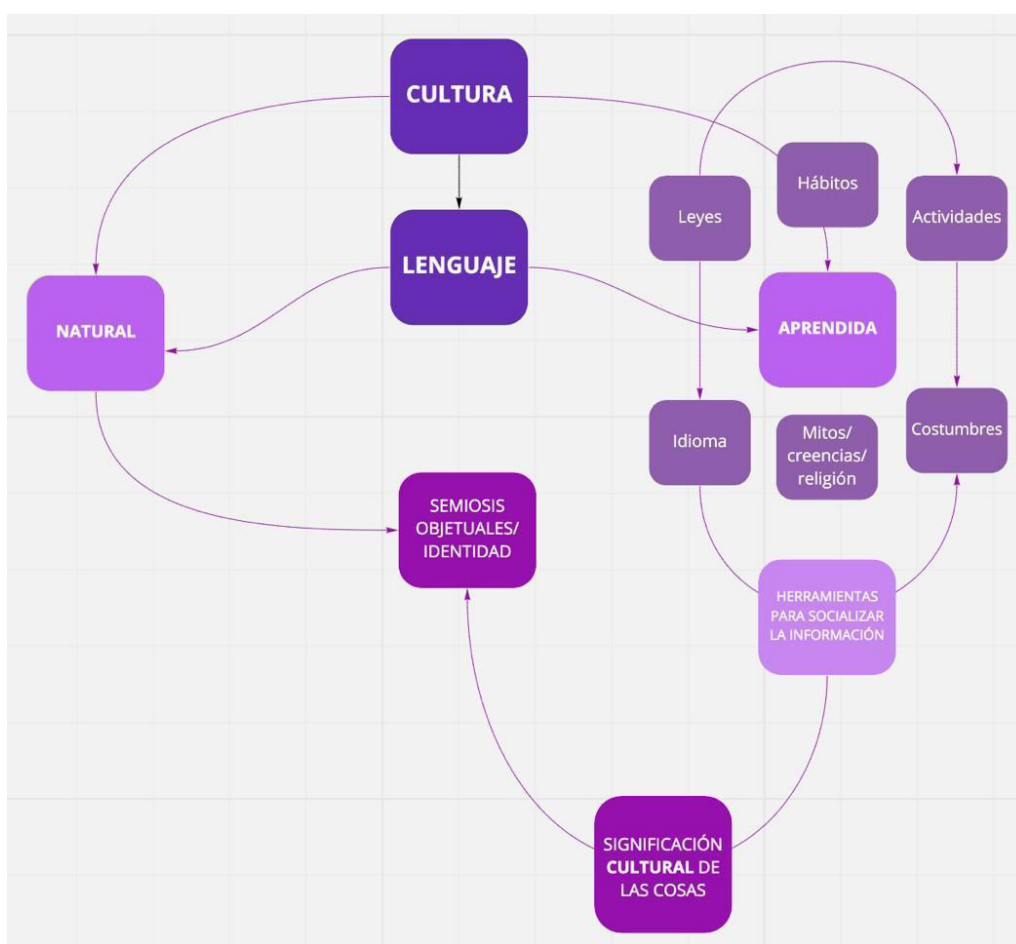 CULTURA
Hábitos
Leyes
Actividades
LENGUAJE
NATURAL
APRENDIDA
Idioma
Mitos/
creencias/
religión
Costumbres
SEMIOSIS
OBJETUALES/
IDENTIDAD
HERRAMIENTAS
PARA SOCIALIZAR
LA INFORMACIÓN
SIGNIFICACIÓN
CULTURAL DE
LAS COSAS